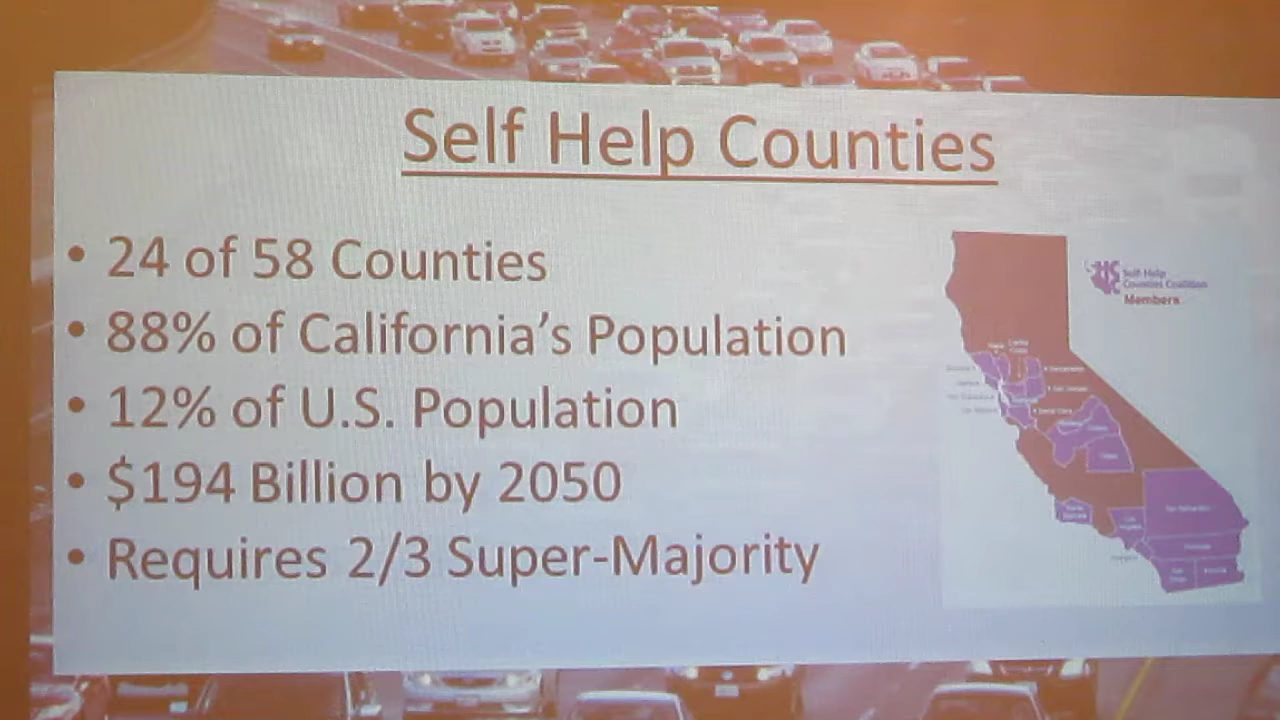 Self Help Counties
• 24 of 58 Counties
• 88% of California's Population
• 12% of U.S. Population
• $194 Billion by 2050
• Requires 2/3 Super-Majority
Self-Help
Counties Coalition
Members